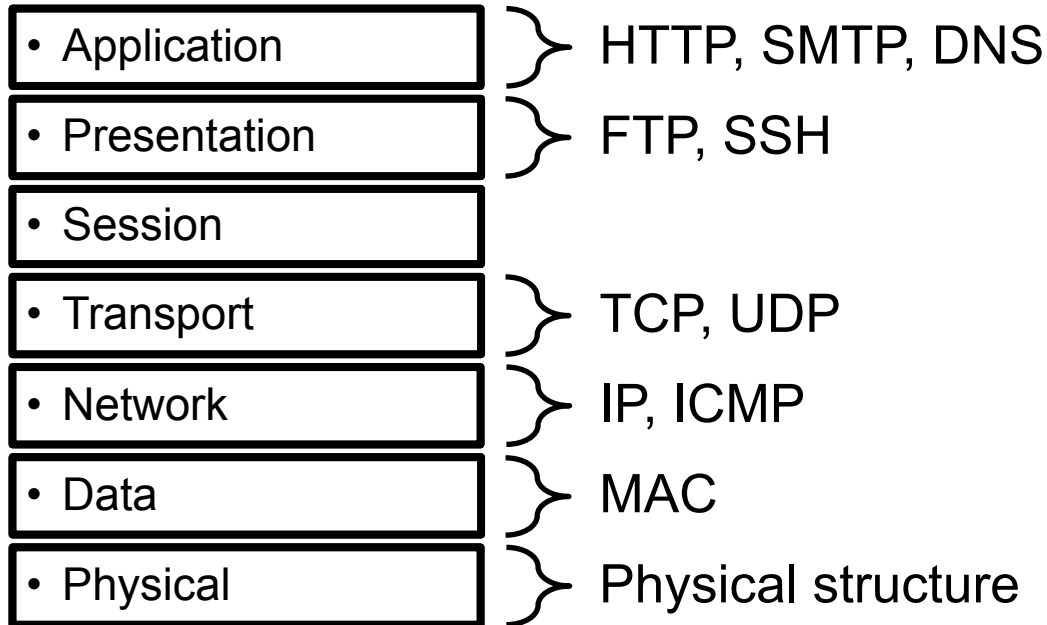 • Application HTTP, SMTP, DNS
• Presentation FTP, SSH
• Session
• Transport TCP, UDP
• Network IP, ICMP
• Data MAC
• Physical Physical structure